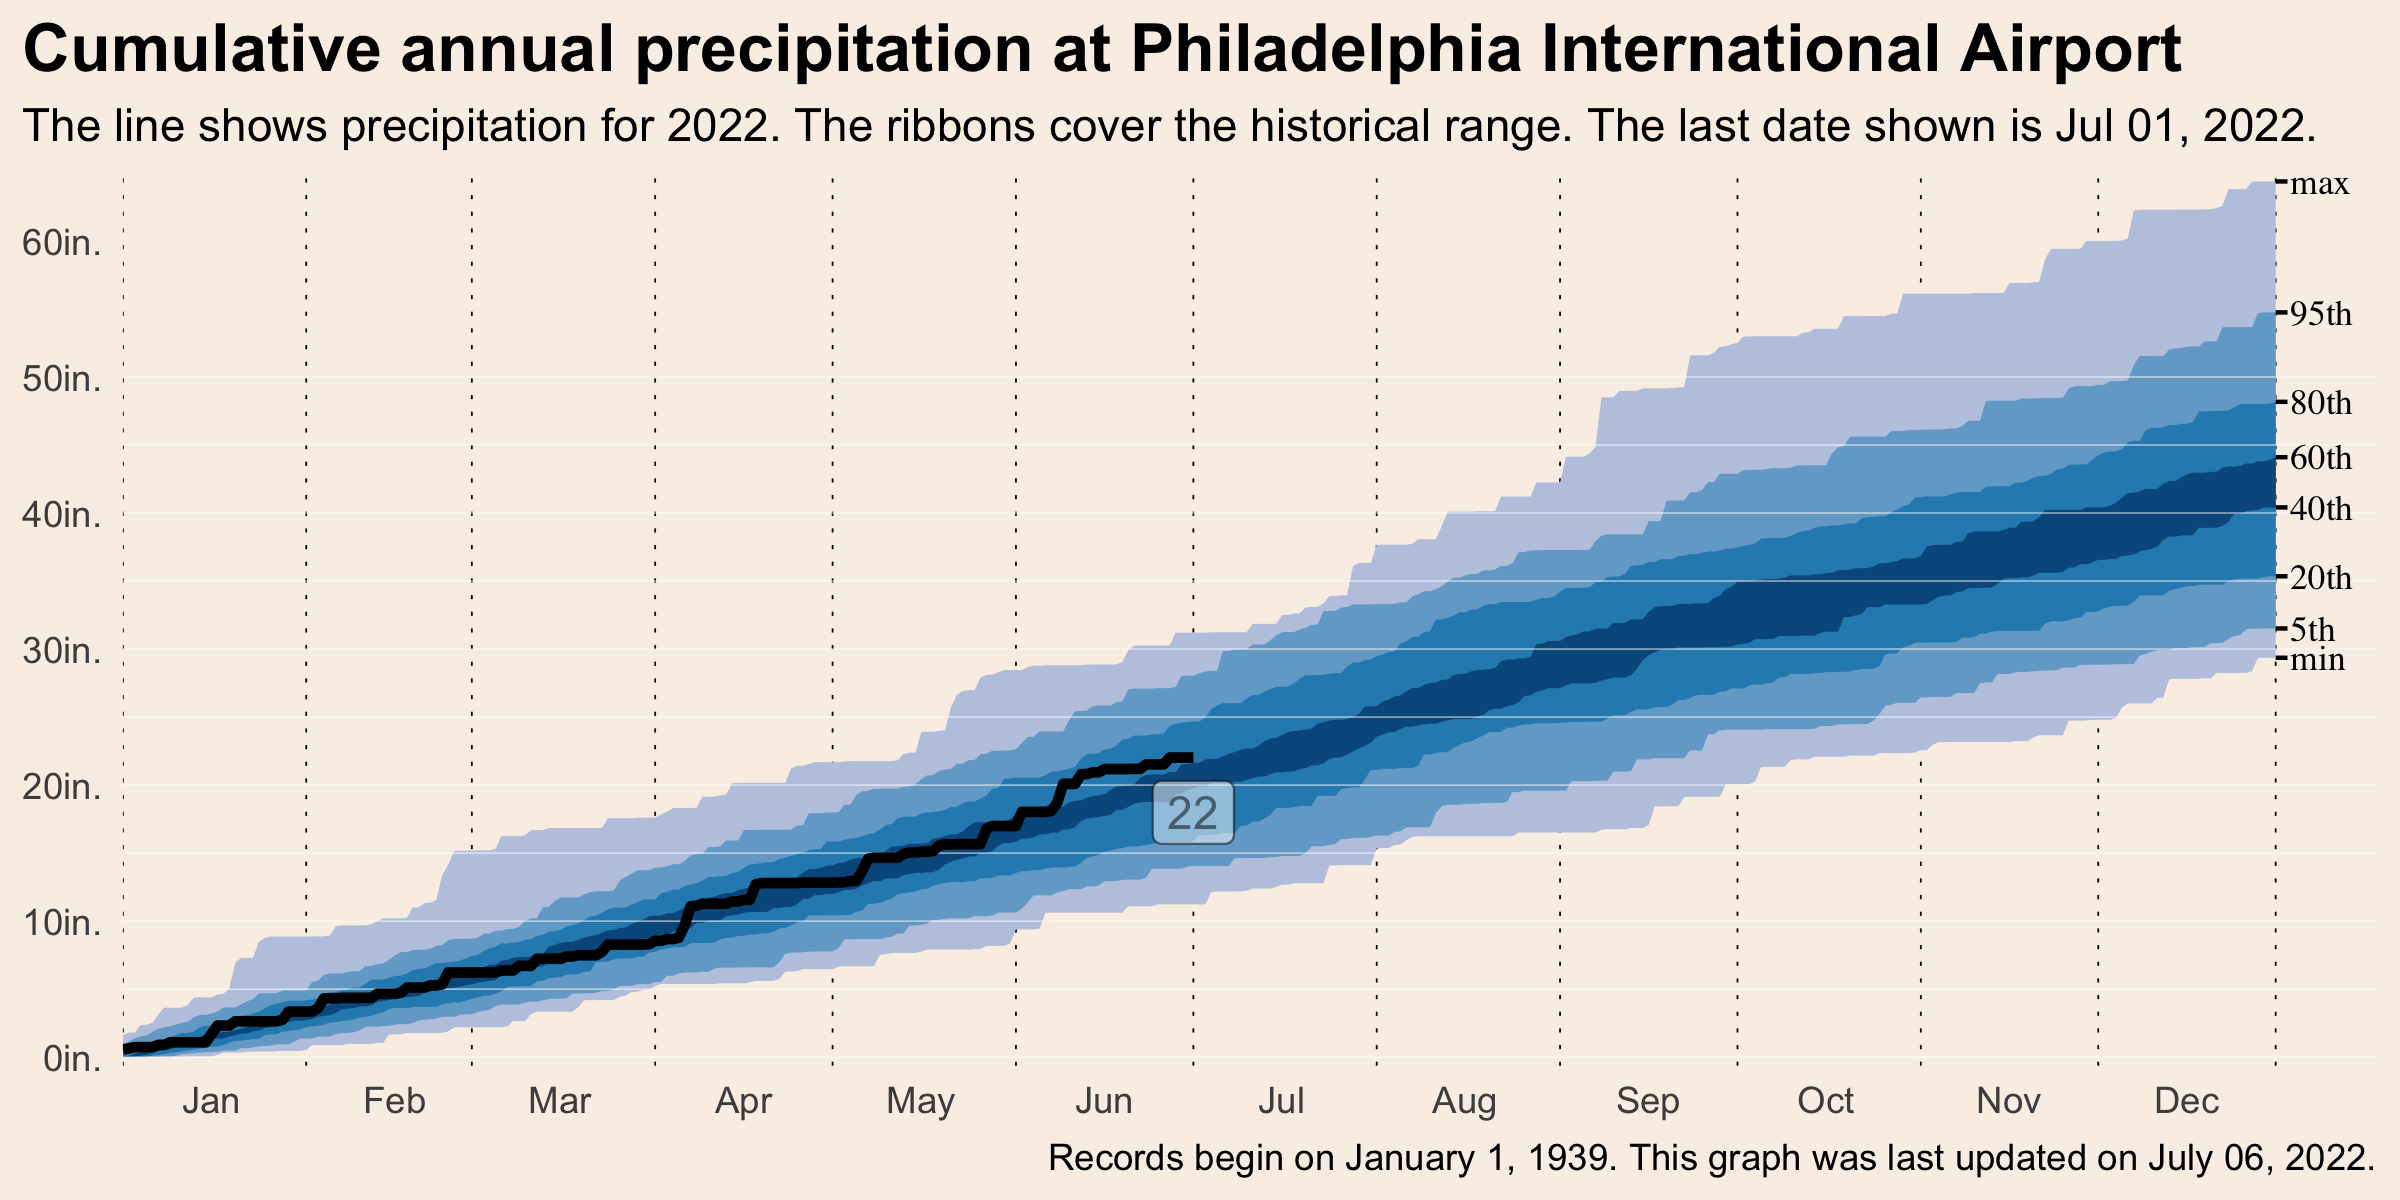 Cumulative annual precipitation at Philadelphia International Airport
The line shows precipitation for 2022. The ribbons cover the historical range. The last date shown is Jul 01, 2022.
max
60in.
95th
50in.
80th
60th
40in.
40th
20th
5th
30in.
min
20in.
22
10in.
0in.
Jan Feb Mar Apr May Jun Jul Aug Sep Oct Nov Dec
Records begin on January 1, 1939. This graph was last updated on July 06, 2022.